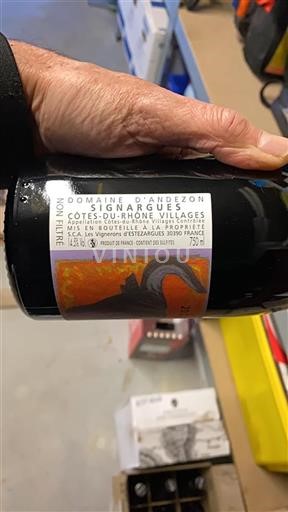 DOMAINE D'ANDEZON
SIGNARGUES
CÔTES-DU-RHÔNE VILLAGES
Appellation Côtes-du-Rhône Villages Contrôlée
MIS EN BOUTEILLE À LA PROPRIÉTÉ
S.C.A. Les Vignerons d'ESTEZARGUES 30390 FRANCE
PRODUIT DE FRANCE - CONTIENT DES SULFITES 750 ml
NON FILTRÉ
VINIOU